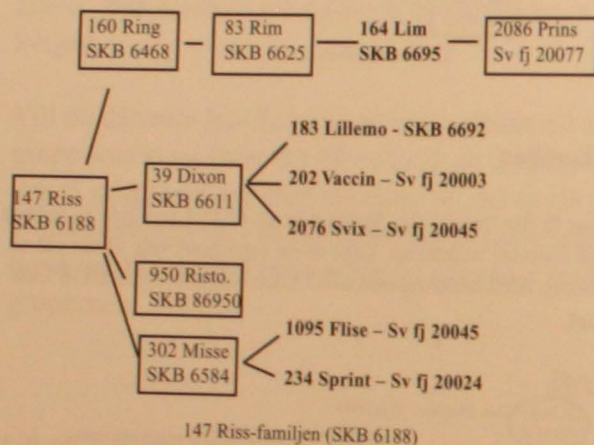 160 Ring
SKB 6468
83 Rim
SKB 6625
164 Lim
SKB 6695
2086 Prins
Sv fj 20077
183 Lillemo - SKB 6692
39 Dixon
SKB 6611
202 Vaccin – Sv fj 20003
147 Riss
SKB 6188
2076 Svix – Sv fj 20045
950 Risto.
SKB 86950
302 Misse
SKB 6584
1095 Flise – Sv fj 20045
234 Sprint – Sv fj 20024
147 Riss-familjen (SKB 6188)